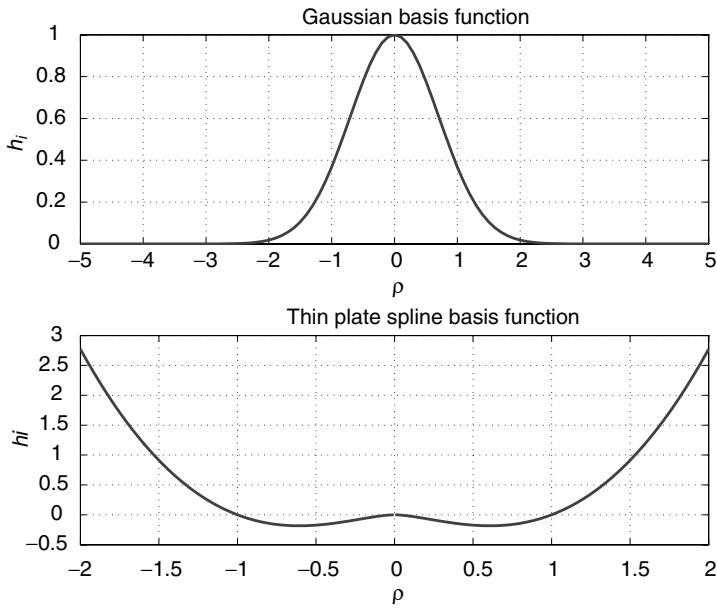 Gaussian basis function
1
0.8
0.6
0.4
0.2
0
h_i
−5 −4 −3 −2 −1 0 1 2 3 4 5
ρ
Thin plate spline basis function
3
2.5
2
1.5
1
0.5
0
−0.5
hi
−2 −1.5 −1 −0.5 0 0.5 1 1.5 2
ρ